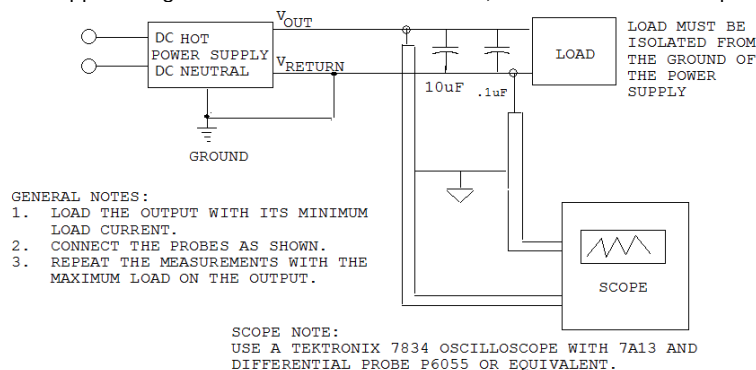 V OUT
DC HOT
POWER SUPPLY
DC NEUTRAL
V RETURN
10uF
.1uF
LOAD
LOAD MUST BE
ISOLATED FROM
THE GROUND OF
THE POWER
SUPPLY
GROUND
GENERAL NOTES:
1. LOAD THE OUTPUT WITH ITS MINIMUM
LOAD CURRENT.
2. CONNECT THE PROBES AS SHOWN.
3. REPEAT THE MEASUREMENTS WITH THE
MAXIMUM LOAD ON THE OUTPUT.
SCOPE
SCOPE NOTE:
USE A TEKTRONIX 7834 OSCILLOSCOPE WITH 7A13 AND
DIFFERENTIAL PROBE P6055 OR EQUIVALENT.